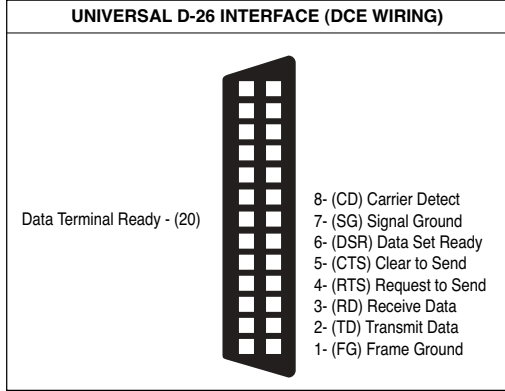 UNIVERSAL D-26 INTERFACE (DCE WIRING)
Data Terminal Ready - (20)
8- (CD) Carrier Detect
7- (SG) Signal Ground
6- (DSR) Data Set Ready
5- (CTS) Clear to Send
4- (RTS) Request to Send
3- (RD) Receive Data
2- (TD) Transmit Data
1- (FG) Frame Ground